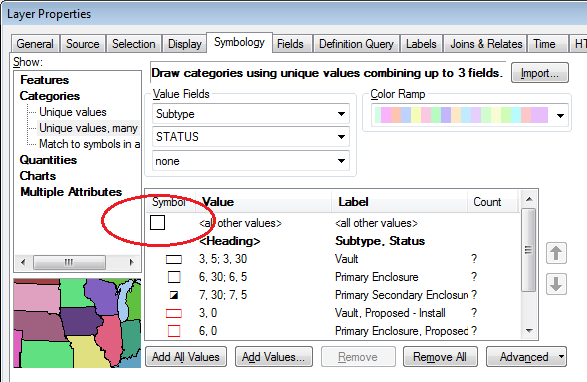 Layer Properties
General Source Selection Display Symbology Fields Definition Query Labels Joins & Relates Time HT
Show:
Features
Categories
Unique values
Unique values, many
Match to symbols in a
Quantities
Charts
Multiple Attributes
Draw categories using unique values combining up to 3 fields.
Import...
Value Fields
Subtype
STATUS
none
Color Ramp
Symbol Value Label Count
<all other values> <all other values>
<Heading> Subtype, Status
3, 5; 3, 30 Vault ?
6, 30; 6, 5 Primary Enclosure ?
7, 30; 7, 5 Primary Secondary Enclosu ?
3, 0 Vault, Proposed - Install ?
6, 0 Primary Enclosure, Propose ?
Add All Values Add Values... Remove Remove All Advanced